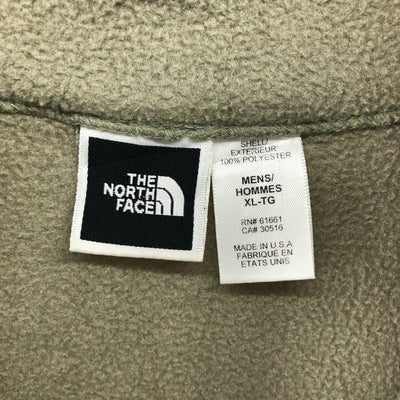 THE
NORTH
FACE
SHELL/
EXTERIEUR
100% POLYESTER
MENS/
HOMMES
XL-TG
RN# 61661
CA# 30516
MADE IN U.S.A
FABRIQUÉ EN
ETATS UNIS